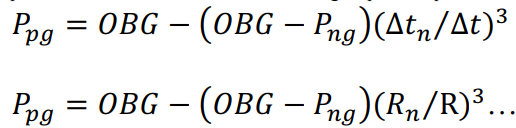 P_pg = OBG − (OBG − P_ng)(Δt_n/Δt)³
P_pg = OBG − (OBG − P_ng)(R_n/R)³…